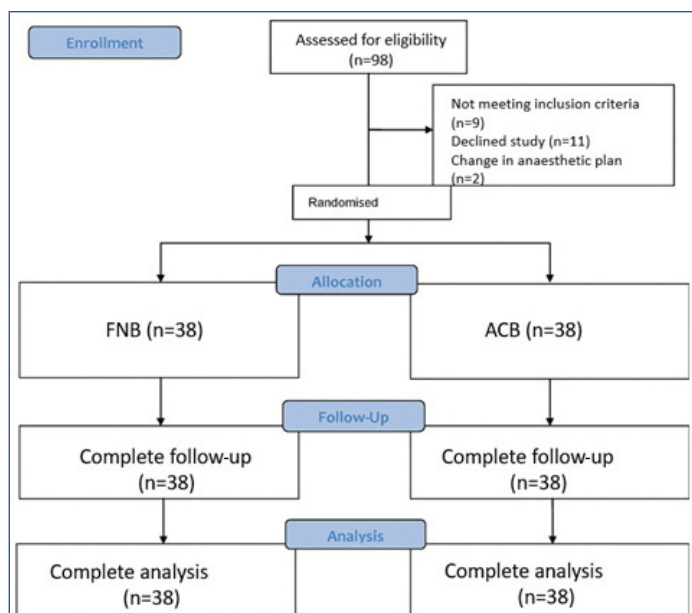 Enrollment
Assessed for eligibility
(n=98)
Not meeting inclusion criteria
(n=9)
Declined study (n=11)
Change in anaesthetic plan
(n=2)
Randomised
Allocation
FNB (n=38)
ACB (n=38)
Follow-Up
Complete follow-up
(n=38)
Complete follow-up
(n=38)
Analysis
Complete analysis
(n=38)
Complete analysis
(n=38)